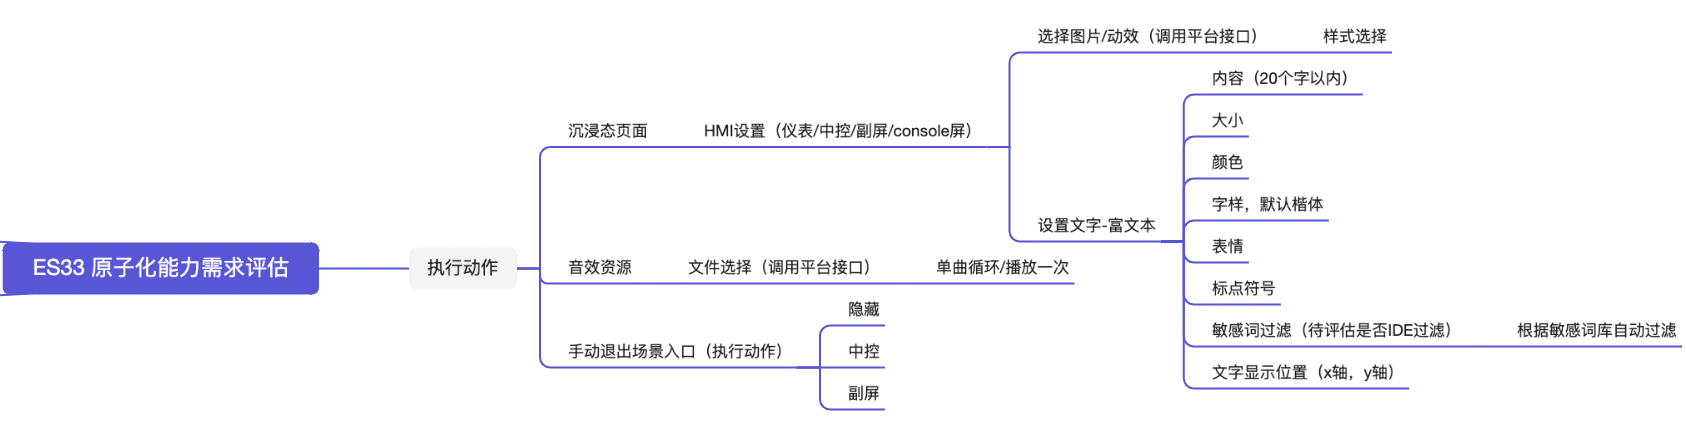 ES33 原子化能力需求评估
执行动作
沉浸态页面
HMI设置（仪表/中控/副屏/console屏）
选择图片/动效（调用平台接口）
样式选择
设置文字-富文本
内容（20个字以内）
大小
颜色
字样，默认楷体
表情
标点符号
敏感词过滤（待评估是否IDE过滤）
根据敏感词库自动过滤
文字显示位置（x轴，y轴）
音效资源
文件选择（调用平台接口）
单曲循环/播放一次
手动退出场景入口（执行动作）
隐藏
中控
副屏